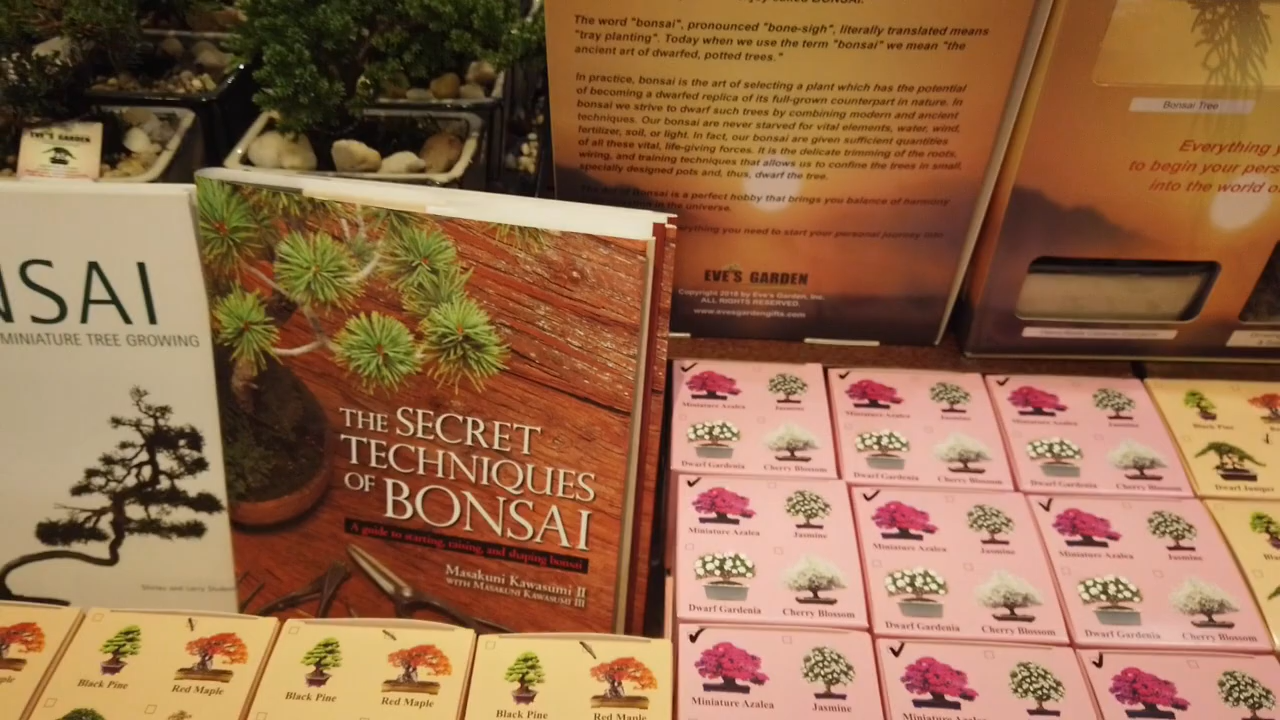 EVE'S GARDEN
The word "bonsai", pronounced "bone-sigh", literally translated means
"tray planting". Today when we use the term "bonsai" we mean "the
ancient art of dwarfed, potted trees."
In practice, bonsai is the art of selecting a plant which has the potential
of becoming a dwarfed replica of its full-grown counterpart in nature. In
bonsai we strive to dwarf such trees by combining modern and ancient
techniques. Our bonsai are never starved for vital elements, water, wind,
fertilizer, soil, or light. In fact, our bonsai are given sufficient quantities
of all these vital, life-giving forces. It is the delicate trimming of the roots,
wiring, and training techniques that allows us to confine the trees in small,
specially designed pots and, thus, dwarf the tree.
Bonsai is a perfect hobby that brings you balance of harmony
in the universe.
everything you need to start your personal journey into
EVE'S GARDEN
by Eve's Garden, Inc.
ALL RIGHTS RESERVED.
www.evesgardengifts.com
Bonsai Tree
Everything
to begin your pers
into the world o
NSAI
MINIATURE TREE GROWING
THE SECRET
TECHNIQUES
OF BONSAI
A guide to starting, raising, and shaping bonsai
Masakuni Kawasumi II
WITH MASAKUNI KAWASUMI III
Miniature Azalea
Jasmine
Dwarf Gardenia
Cherry Blossom
Miniature Azalea
Jasmine
Dwarf Gardenia
Cherry Blossom
Miniature Azalea
Jasmine
Dwarf Gardenia
Cherry Blossom
Black Pine
Dwarf Juniper
Miniature Azalea
Jasmine
Dwarf Gardenia
Cherry Blossom
Miniature Azalea
Jasmine
Dwarf Gardenia
Cherry Blossom
Miniature Azalea
Jasmine
Dwarf Gardenia
Cherry Blossom
Black Pine
Red Maple
Black Pine
Red Maple
Black Pine
Red Maple
Miniature Azalea
Jasmine
Miniature Azalea
Jasmine